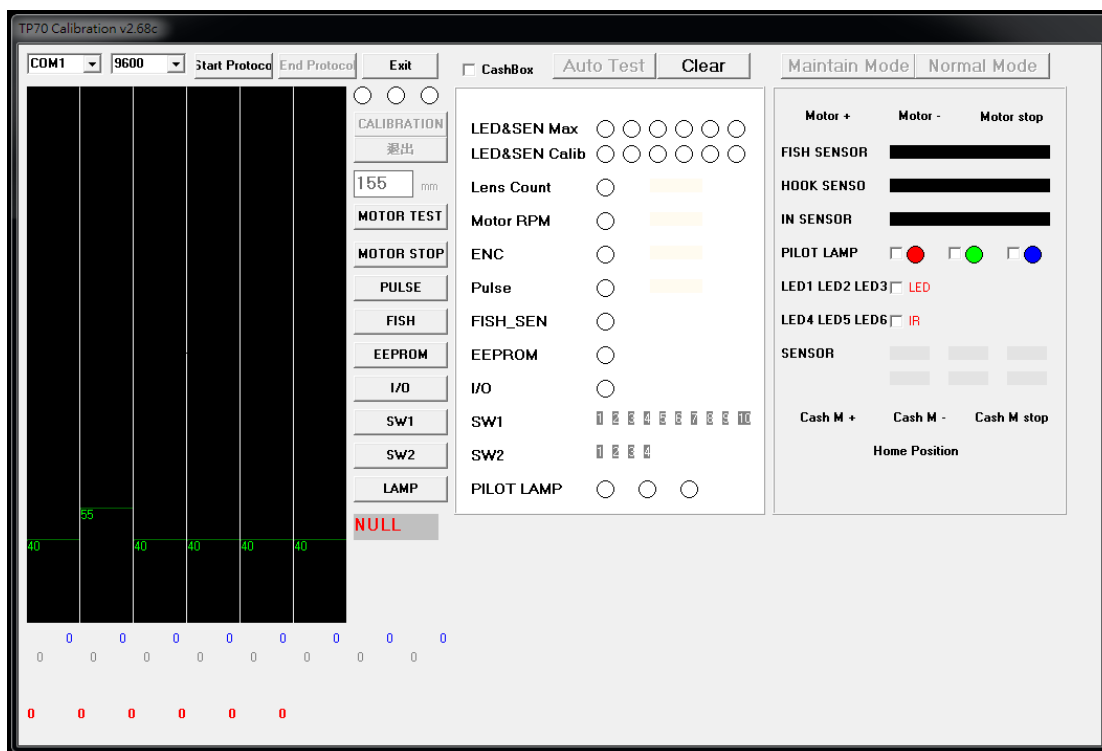 TP70 Calibration v2.68c
COM1 9600 Start Protoco End Protocol Exit CashBox Auto Test Clear Maintain Mode Normal Mode
CALIBRATION
退出
155 mm
MOTOR TEST
MOTOR STOP
PULSE
FISH
EEPROM
I/O
SW1
SW2
LAMP
NULL
55
40 40 40 40 40
0 0 0 0 0 0 0 0
0 0 0 0 0 0 0 0
0 0 0 0 0 0
LED&SEN Max
LED&SEN Calib
Lens Count
Motor RPM
ENC
Pulse
FISH_SEN
EEPROM
I/O
SW1 1 2 3 4 5 6 7 8 9 10
SW2 1 2 3 4
PILOT LAMP
Motor + Motor - Motor stop
FISH SENSOR
HOOK SENSO
IN SENSOR
PILOT LAMP
LED1 LED2 LED3 LED
LED4 LED5 LED6 IR
SENSOR
Cash M + Cash M - Cash M stop
Home Position